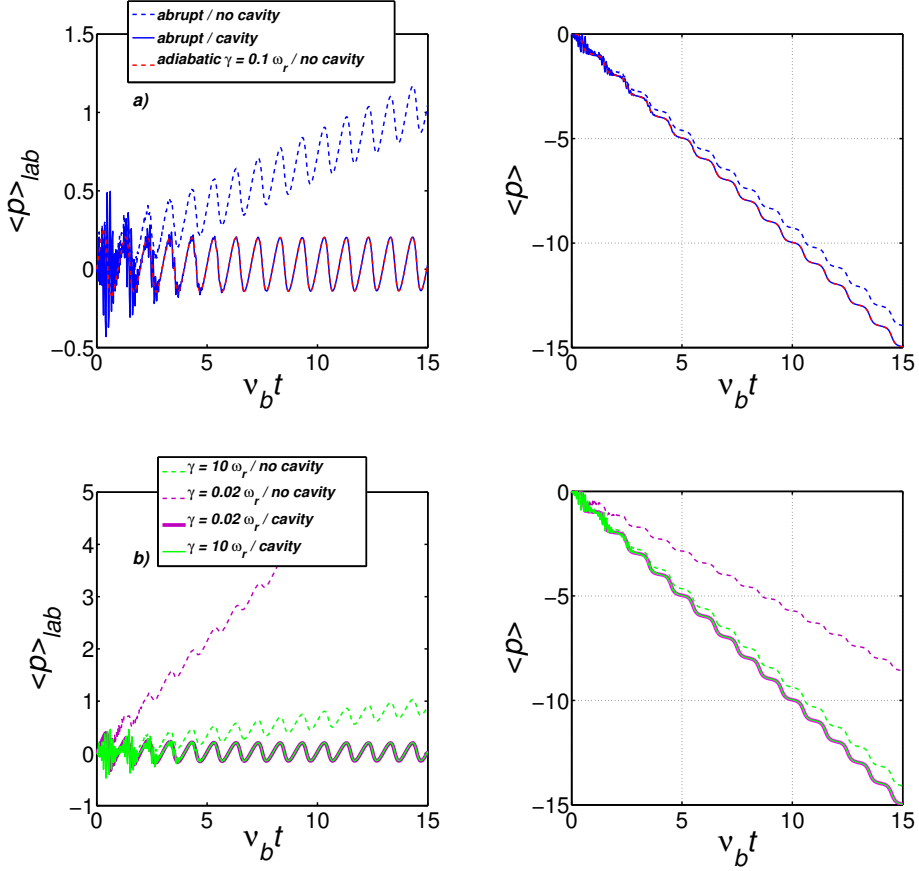 abrupt / no cavity
abrupt / cavity
adiabatic γ = 0.1 ω_r / no cavity
a)
1.5
1
0.5
0
−0.5
<p>_lab
0
5
10
15
ν_b t
0
−5
−10
−15
<p>
0
5
10
15
ν_b t
γ = 10 ω_r / no cavity
γ = 0.02 ω_r / no cavity
γ = 0.02 ω_r / cavity
γ = 10 ω_r / cavity
b)
5
4
3
2
1
0
−1
<p>_lab
0
5
10
15
ν_b t
0
−5
−10
−15
<p>
0
5
10
15
ν_b t